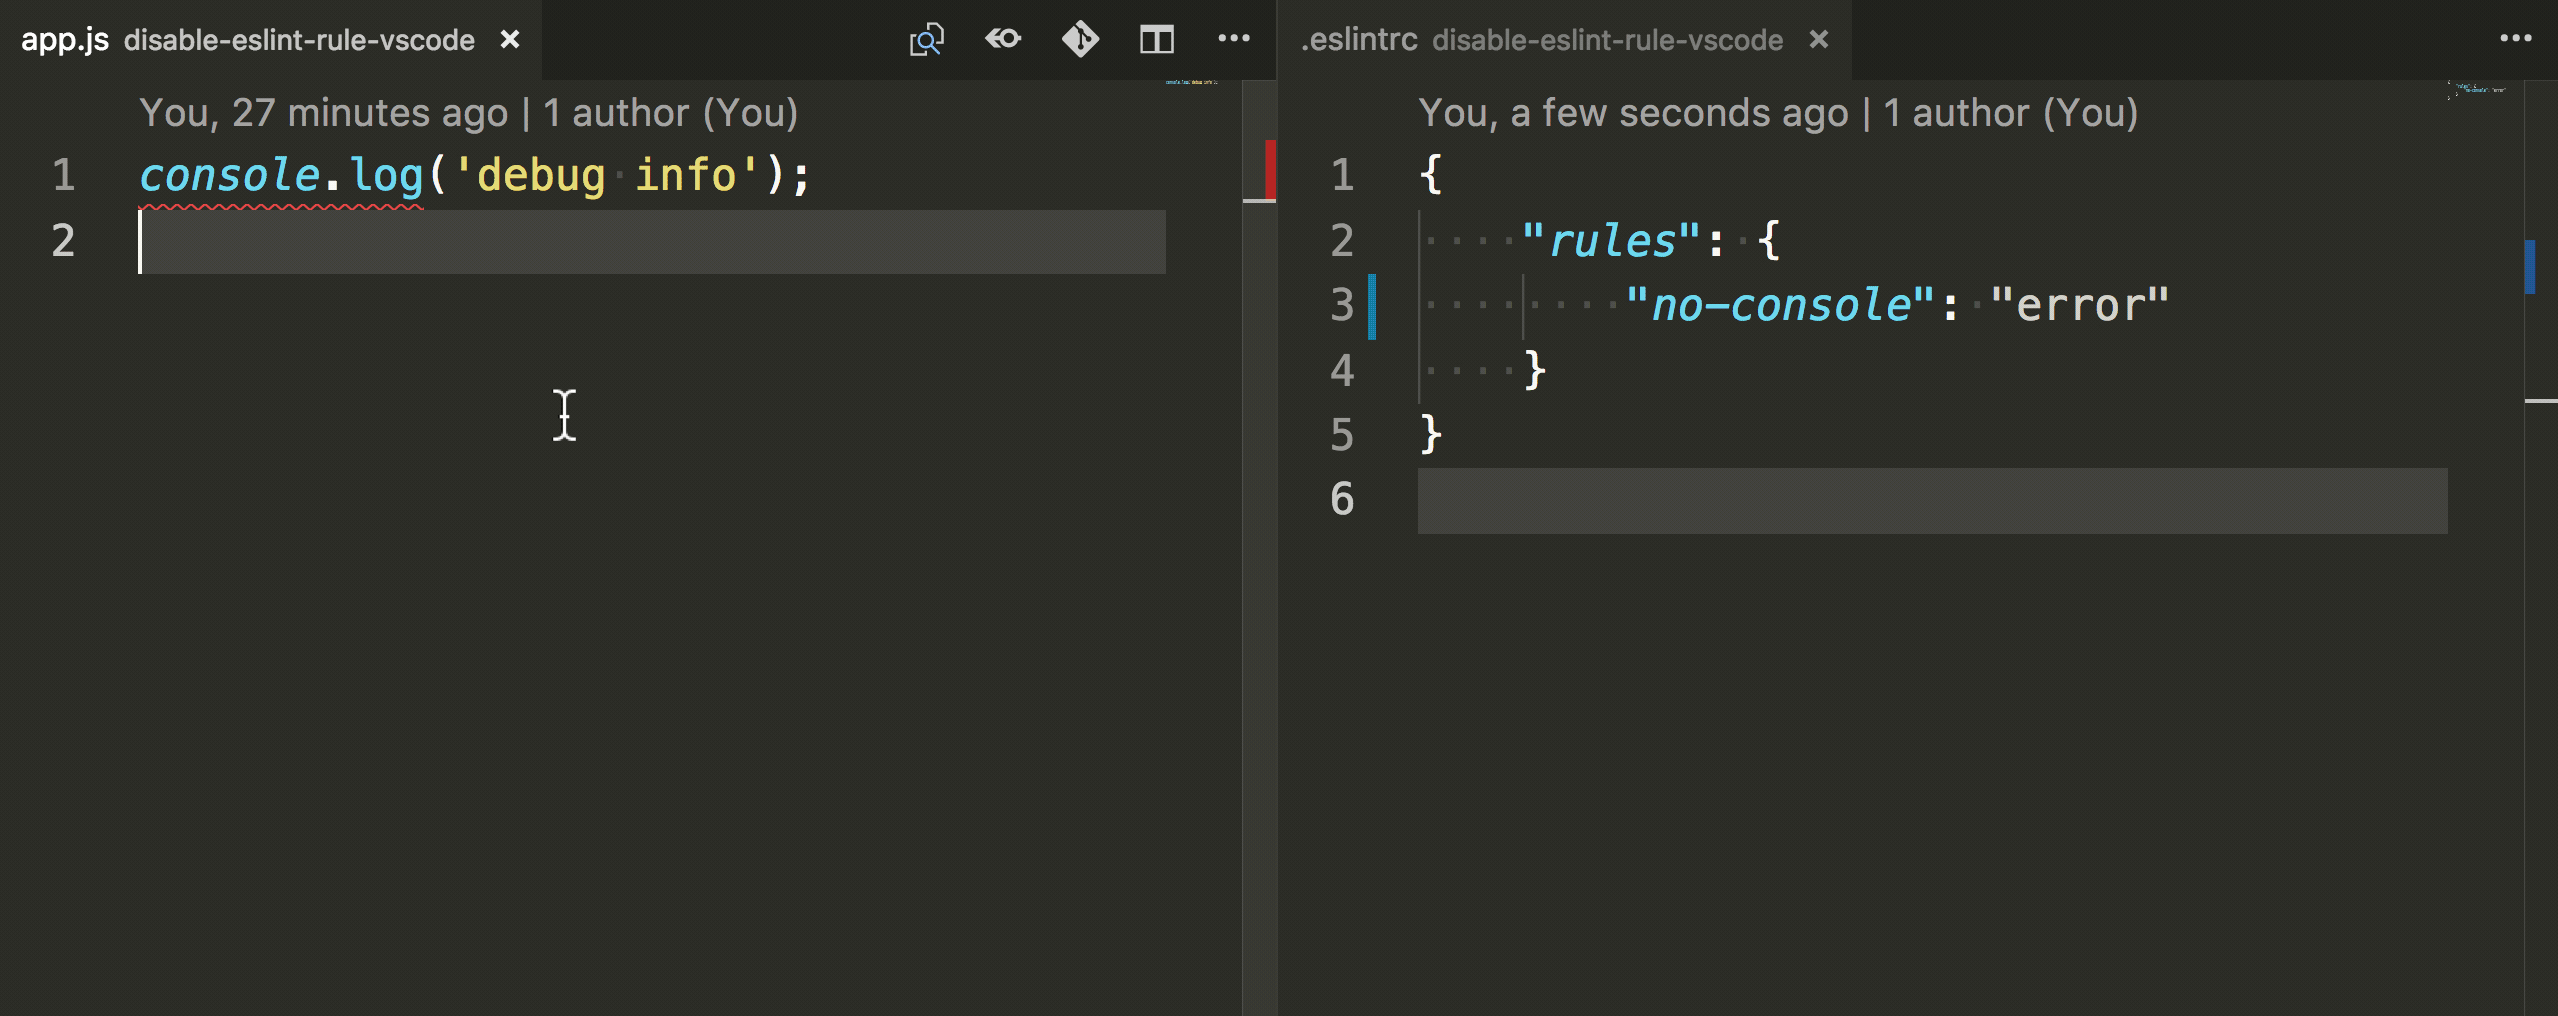 app.js disable-eslint-rule-vscode
You, 27 minutes ago | 1 author (You)
1 console.log('debug info');
2
.eslintrc disable-eslint-rule-vscode
You, a few seconds ago | 1 author (You)
1 {
2 "rules": {
3 "no-console": "error"
4 }
5 }
6